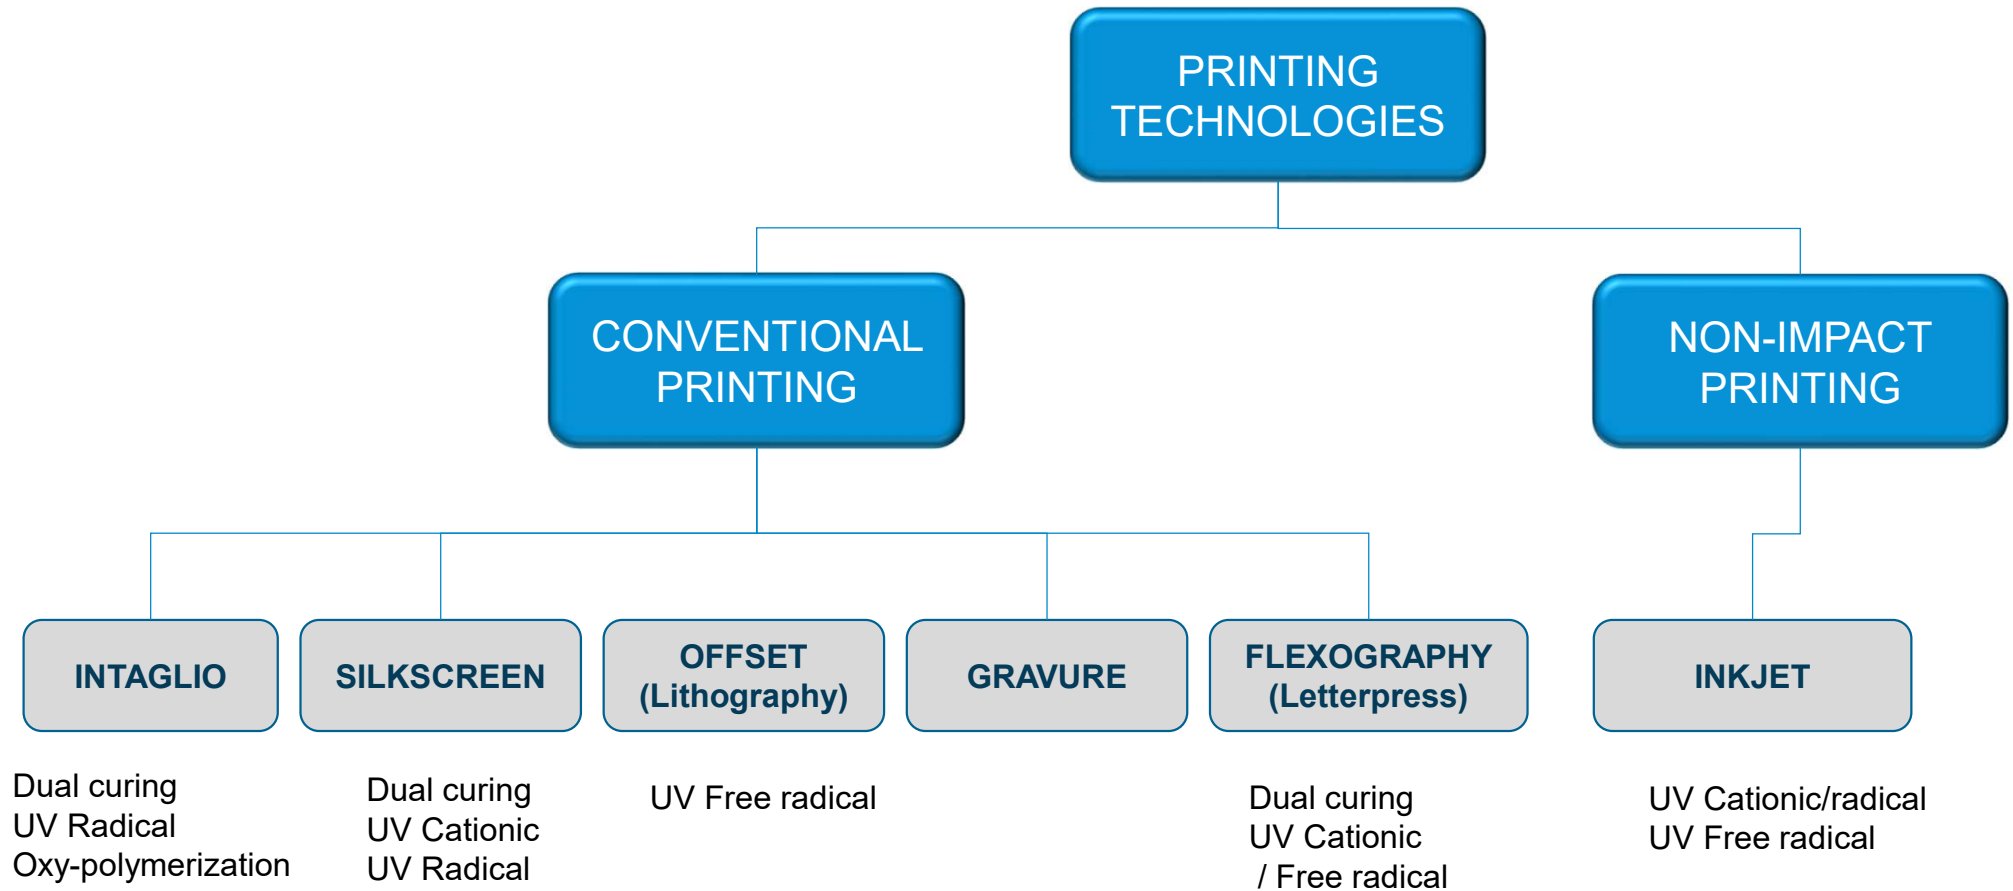 PRINTING
TECHNOLOGIES
CONVENTIONAL
PRINTING
NON-IMPACT
PRINTING
INTAGLIO
SILKSCREEN
OFFSET
(Lithography)
GRAVURE
FLEXOGRAPHY
(Letterpress)
INKJET
Dual curing
UV Radical
Oxy-polymerization
Dual curing
UV Cationic
UV Radical
UV Free radical
Dual curing
UV Cationic
/ Free radical
UV Cationic/radical
UV Free radical